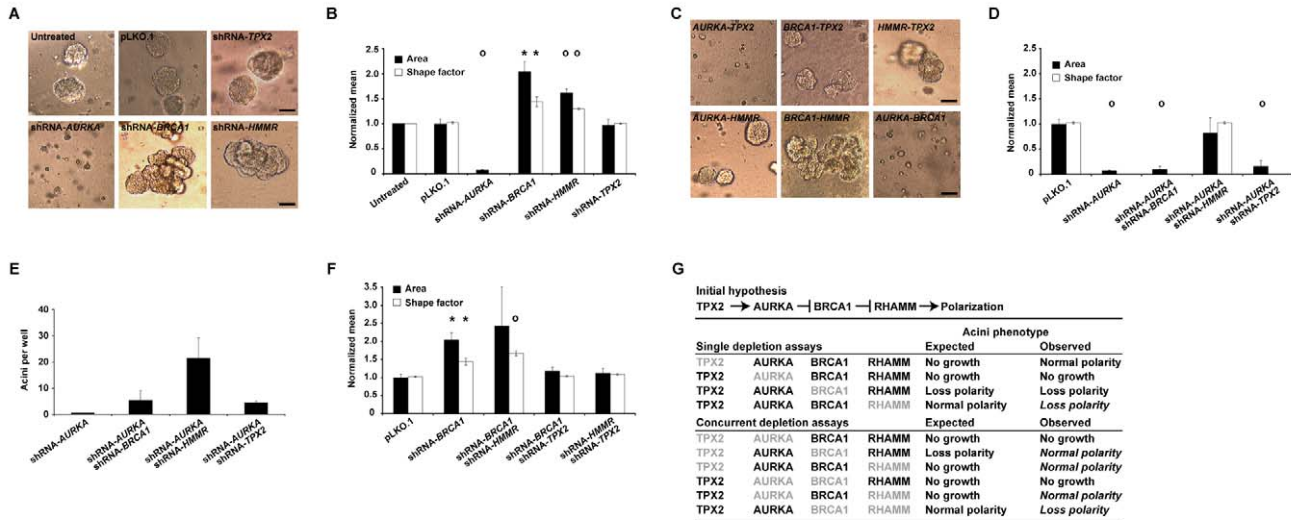 A
Untreated
pLKO.1
shRNA-TPX2
shRNA-AURKA
shRNA-BRCA1
shRNA-HMMR
B
Area
Shape factor
Normalized mean
2.5
2.0
1.5
1.0
0.5
0
o
* *
o o
Untreated
pLKO.1
shRNA-AURKA
shRNA-BRCA1
shRNA-HMMR
shRNA-TPX2
C
AURKA-TPX2
BRCA1-TPX2
HMMR-TPX2
AURKA-HMMR
BRCA1-HMMR
AURKA-BRCA1
D
Area
Shape factor
Normalized mean
2.5
2.0
1.5
1.0
0.5
0
o
o
o
pLKO.1
shRNA-AURKA
shRNA-AURKA
shRNA-BRCA1
shRNA-AURKA
shRNA-HMMR
shRNA-AURKA
shRNA-TPX2
E
Acini per well
40
30
20
10
0
shRNA-AURKA
shRNA-AURKA
shRNA-BRCA1
shRNA-AURKA
shRNA-HMMR
shRNA-AURKA
shRNA-TPX2
F
Area
Shape factor
Normalized mean
3.5
3.0
2.5
2.0
1.5
1.0
0.5
0
* *
o
pLKO.1
shRNA-BRCA1
shRNA-BRCA1
shRNA-HMMR
shRNA-BRCA1
shRNA-TPX2
shRNA-HMMR
shRNA-TPX2
G
Initial hypothesis
TPX2 → AURKA ⊣ BRCA1 ⊣ RHAMM → Polarization
Acini phenotype
Single depletion assays Expected Observed
TPX2 AURKA BRCA1 RHAMM No growth Normal polarity
TPX2 AURKA BRCA1 RHAMM No growth No growth
TPX2 AURKA BRCA1 RHAMM Loss polarity Loss polarity
TPX2 AURKA BRCA1 RHAMM Normal polarity Loss polarity
Concurrent depletion assays Expected Observed
TPX2 AURKA BRCA1 RHAMM No growth No growth
TPX2 AURKA BRCA1 RHAMM Loss polarity Normal polarity
TPX2 AURKA BRCA1 RHAMM No growth Normal polarity
TPX2 AURKA BRCA1 RHAMM No growth No growth
TPX2 AURKA BRCA1 RHAMM No growth Normal polarity
TPX2 AURKA BRCA1 RHAMM Normal polarity Loss polarity